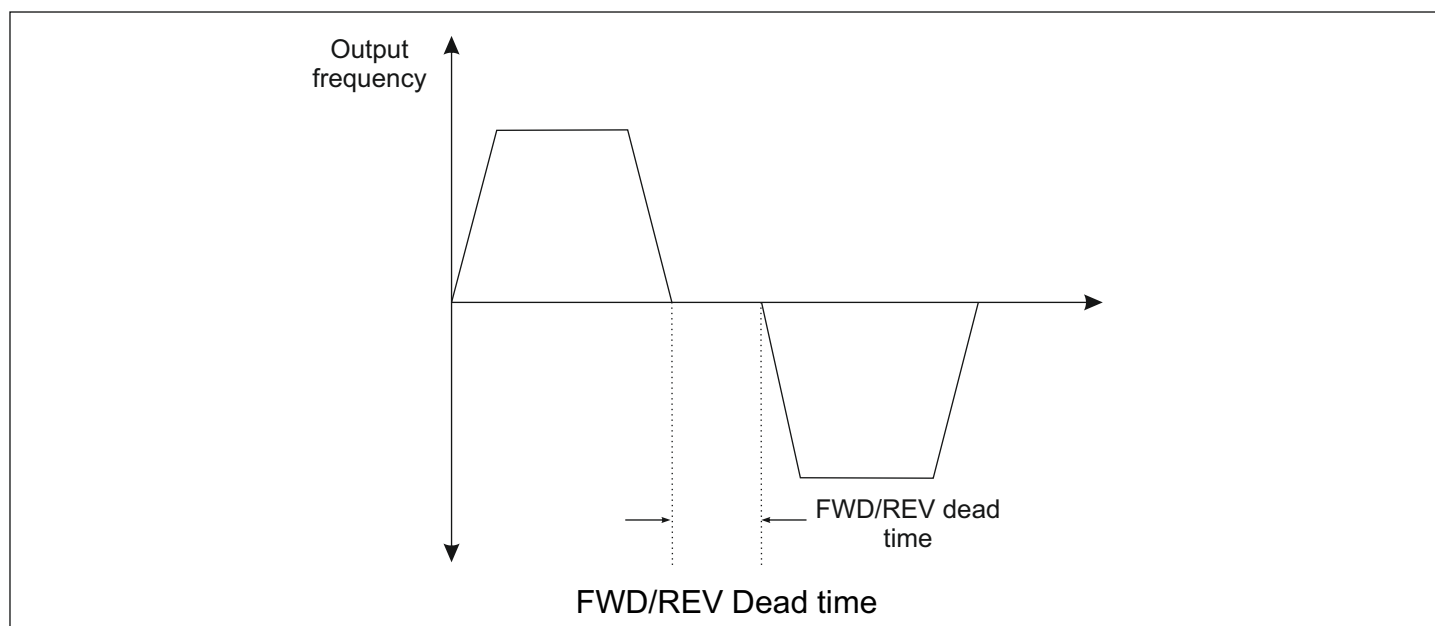 Output
frequency
FWD/REV dead
time
FWD/REV Dead time